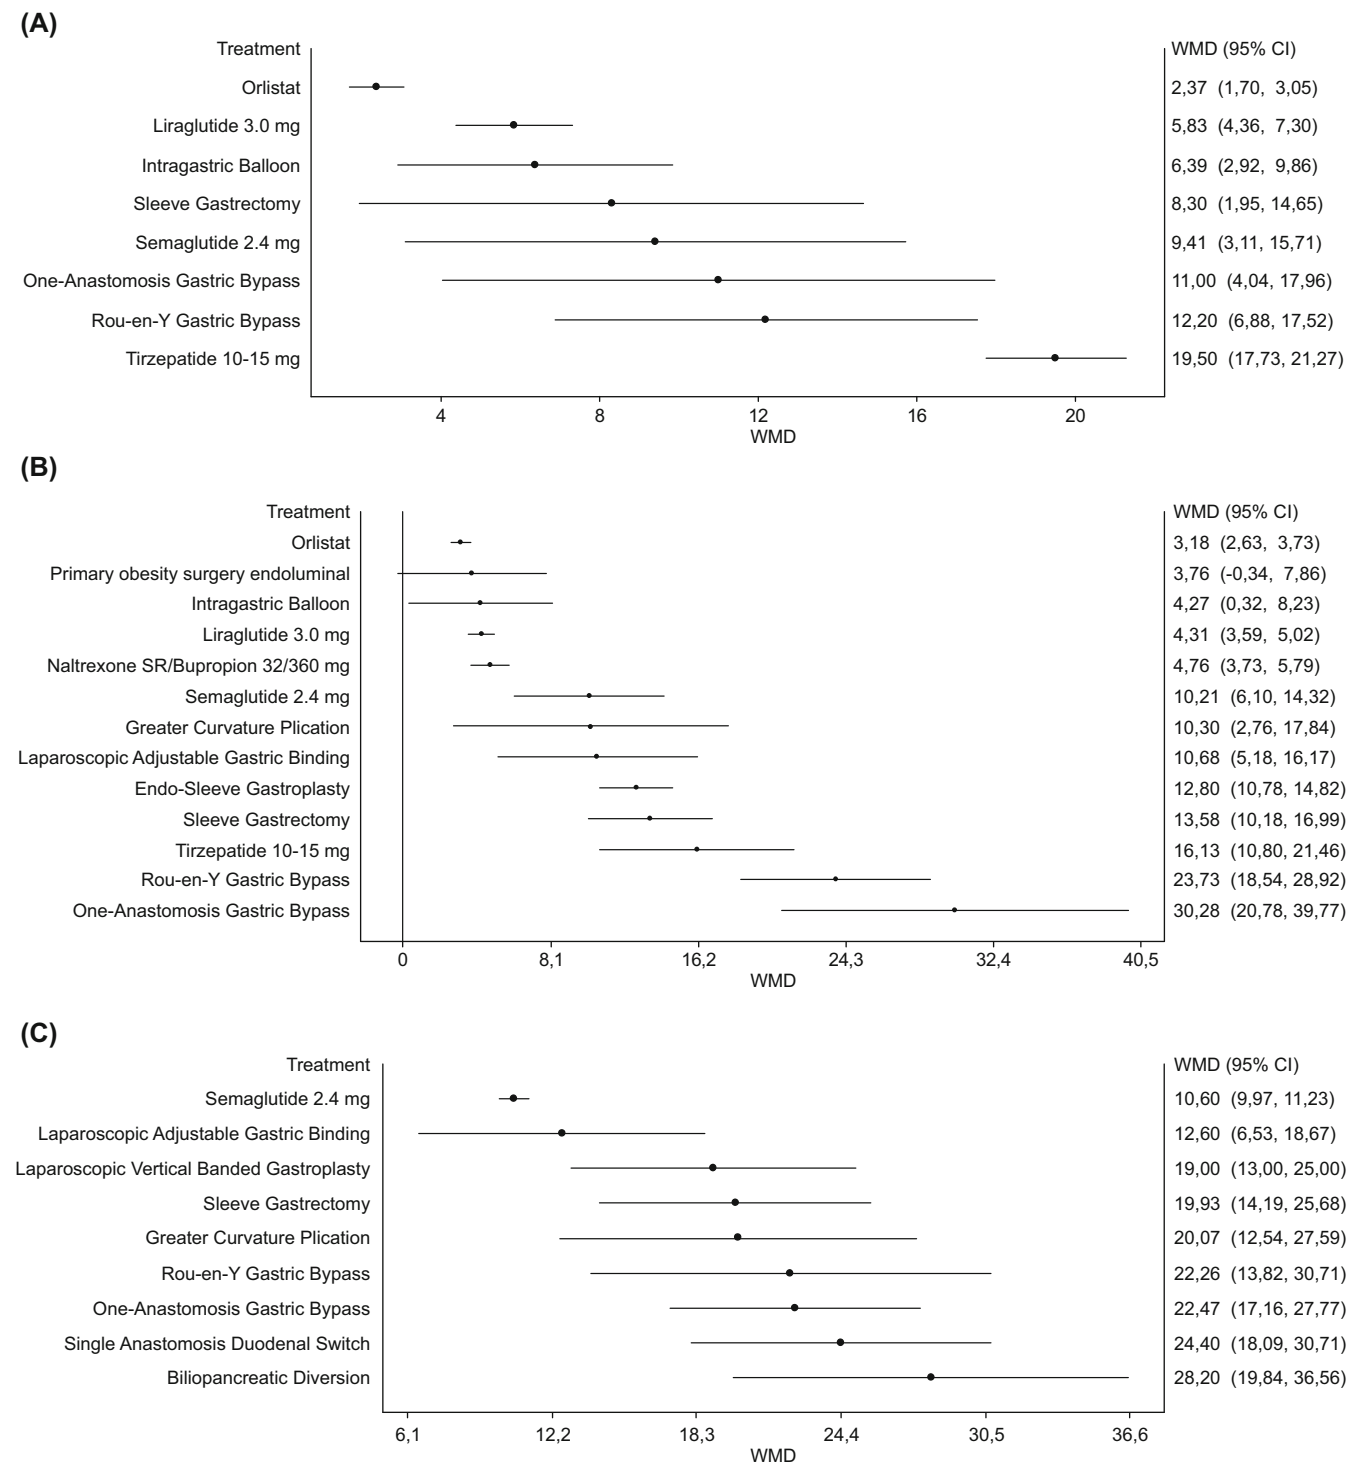 (A)
Treatment WMD (95% CI)
Orlistat 2,37 (1,70, 3,05)
Liraglutide 3.0 mg 5,83 (4,36, 7,30)
Intragastric Balloon 6,39 (2,92, 9,86)
Sleeve Gastrectomy 8,30 (1,95, 14,65)
Semaglutide 2.4 mg 9,41 (3,11, 15,71)
One-Anastomosis Gastric Bypass 11,00 (4,04, 17,96)
Rou-en-Y Gastric Bypass 12,20 (6,88, 17,52)
Tirzepatide 10-15 mg 19,50 (17,73, 21,27)
4 8 12 16 20
WMD
(B)
Treatment WMD (95% CI)
Orlistat 3,18 (2,63, 3,73)
Primary obesity surgery endoluminal 3,76 (-0,34, 7,86)
Intragastric Balloon 4,27 (0,32, 8,23)
Liraglutide 3.0 mg 4,31 (3,59, 5,02)
Naltrexone SR/Bupropion 32/360 mg 4,76 (3,73, 5,79)
Semaglutide 2.4 mg 10,21 (6,10, 14,32)
Greater Curvature Plication 10,30 (2,76, 17,84)
Laparoscopic Adjustable Gastric Binding 10,68 (5,18, 16,17)
Endo-Sleeve Gastroplasty 12,80 (10,78, 14,82)
Sleeve Gastrectomy 13,58 (10,18, 16,99)
Tirzepatide 10-15 mg 16,13 (10,80, 21,46)
Rou-en-Y Gastric Bypass 23,73 (18,54, 28,92)
One-Anastomosis Gastric Bypass 30,28 (20,78, 39,77)
0 8,1 16,2 24,3 32,4 40,5
WMD
(C)
Treatment WMD (95% CI)
Semaglutide 2.4 mg 10,60 (9,97, 11,23)
Laparoscopic Adjustable Gastric Binding 12,60 (6,53, 18,67)
Laparoscopic Vertical Banded Gastroplasty 19,00 (13,00, 25,00)
Sleeve Gastrectomy 19,93 (14,19, 25,68)
Greater Curvature Plication 20,07 (12,54, 27,59)
Rou-en-Y Gastric Bypass 22,26 (13,82, 30,71)
One-Anastomosis Gastric Bypass 22,47 (17,16, 27,77)
Single Anastomosis Duodenal Switch 24,40 (18,09, 30,71)
Biliopancreatic Diversion 28,20 (19,84, 36,56)
6,1 12,2 18,3 24,4 30,5 36,6
WMD